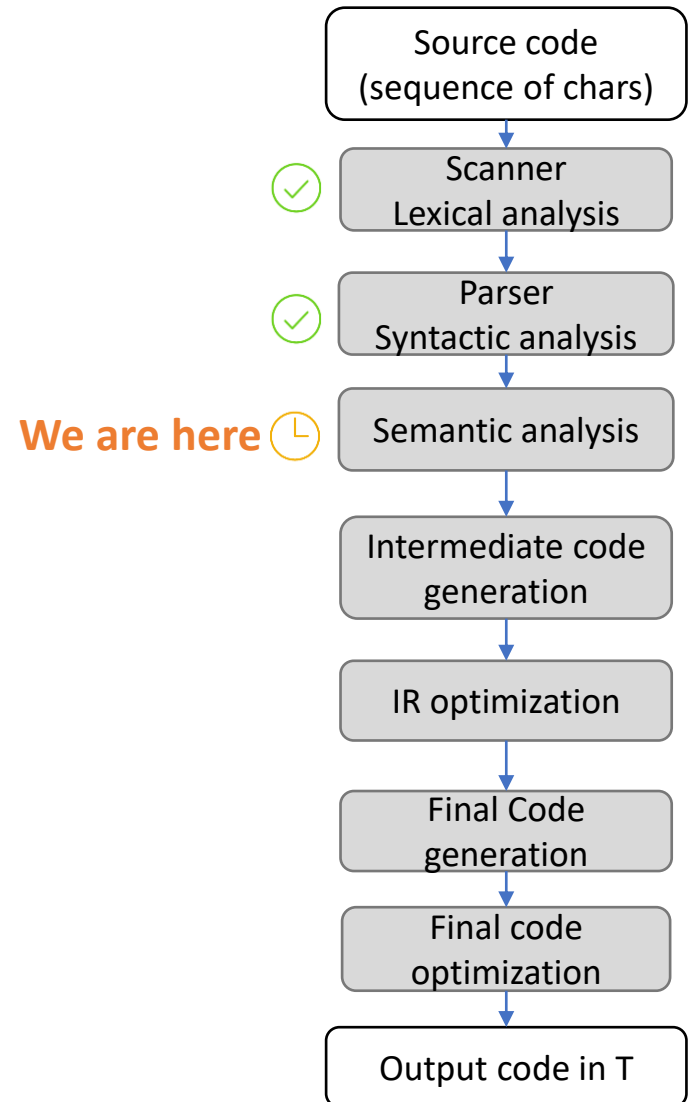 Source code
(sequence of chars)
Scanner
Lexical analysis
Parser
Syntactic analysis
We are here
Semantic analysis
Intermediate code
generation
IR optimization
Final Code
generation
Final code
optimization
Output code in T